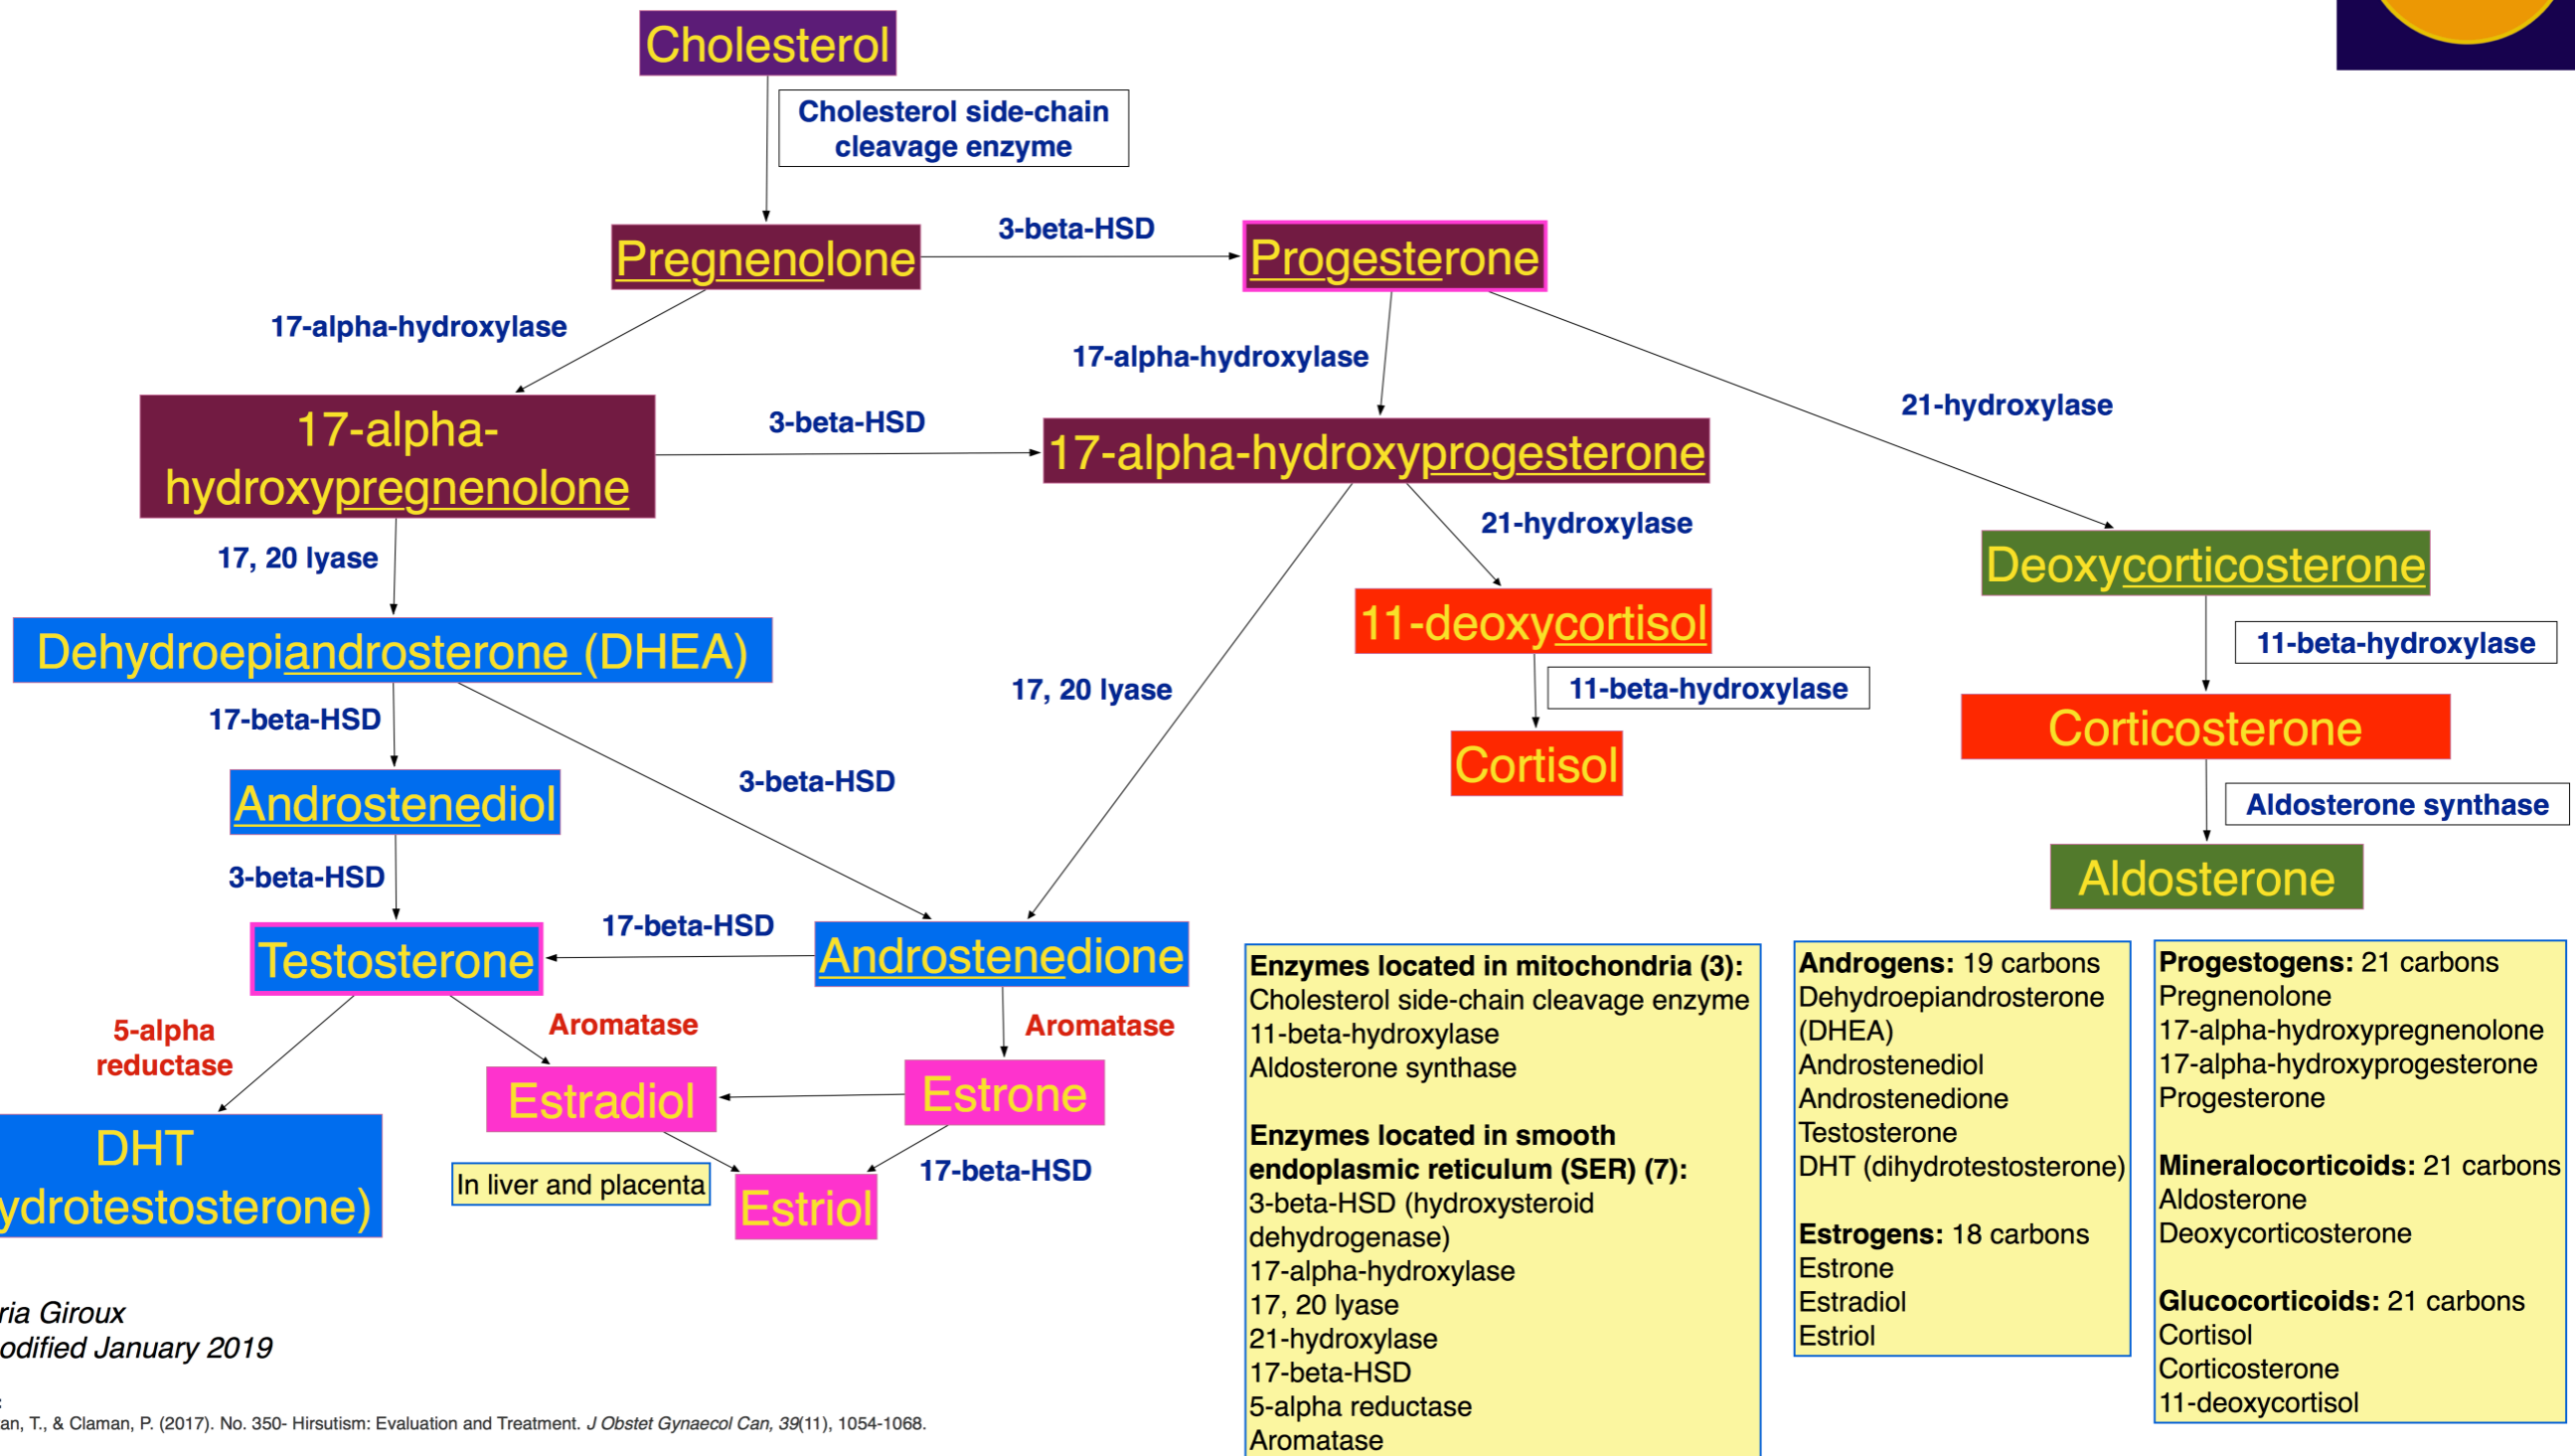 Cholesterol
Cholesterol side-chain
cleavage enzyme
Pregnenolone
3-beta-HSD
Progesterone
17-alpha-hydroxylase
17-alpha-hydroxylase
21-hydroxylase
17-alpha-
hydroxypregnenolone
3-beta-HSD
17-alpha-hydroxyprogesterone
17, 20 lyase
21-hydroxylase
Deoxycorticosterone
Dehydroepiandrosterone (DHEA)
11-deoxycortisol
11-beta-hydroxylase
17, 20 lyase
11-beta-hydroxylase
17-beta-HSD
Corticosterone
Cortisol
3-beta-HSD
Androstenediol
Aldosterone synthase
3-beta-HSD
Aldosterone
Testosterone
17-beta-HSD
Androstenedione
5-alpha
reductase
Aromatase
Aromatase
Estradiol
Estrone
DHT
ydrotestosterone)
In liver and placenta
17-beta-HSD
Estriol
Enzymes located in mitochondria (3):
Cholesterol side-chain cleavage enzyme
11-beta-hydroxylase
Aldosterone synthase
Enzymes located in smooth
endoplasmic reticulum (SER) (7):
3-beta-HSD (hydroxysteroid
dehydrogenase)
17-alpha-hydroxylase
17, 20 lyase
21-hydroxylase
17-beta-HSD
5-alpha reductase
Aromatase
Androgens: 19 carbons
Dehydroepiandrosterone
(DHEA)
Androstenediol
Androstenedione
Testosterone
DHT (dihydrotestosterone)
Estrogens: 18 carbons
Estrone
Estradiol
Estriol
Progestogens: 21 carbons
Pregnenolone
17-alpha-hydroxypregnenolone
17-alpha-hydroxyprogesterone
Progesterone
Mineralocorticoids: 21 carbons
Aldosterone
Deoxycorticosterone
Glucocorticoids: 21 carbons
Cortisol
Corticosterone
11-deoxycortisol
ria Giroux
odified January 2019
:
an, T., & Claman, P. (2017). No. 350- Hirsutism: Evaluation and Treatment. J Obstet Gynaecol Can, 39(11), 1054-1068.